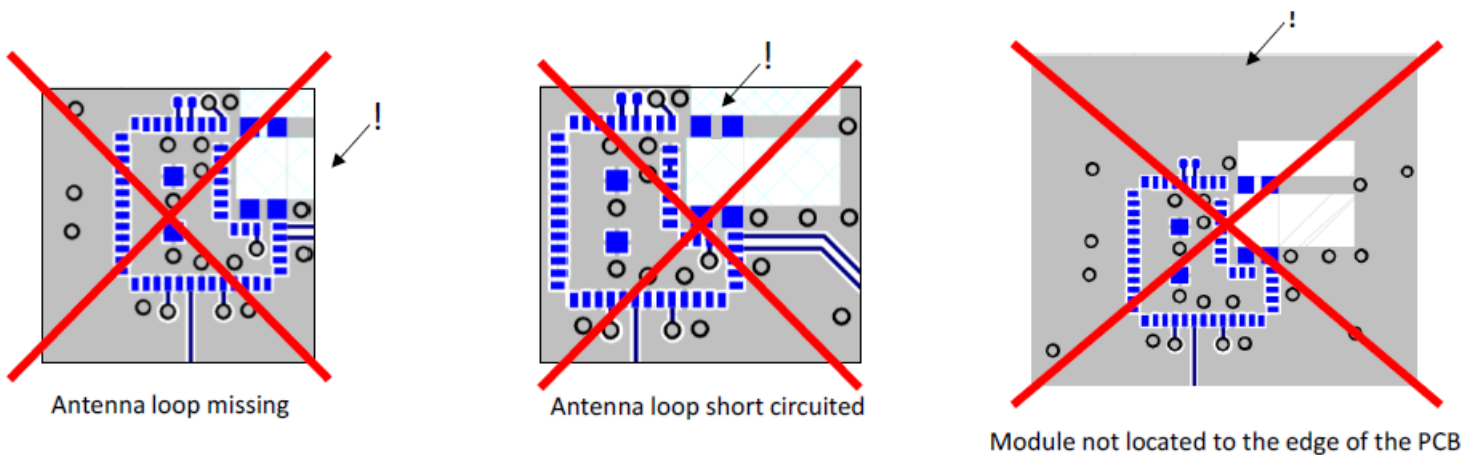 !
!
!
Antenna loop missing
Antenna loop short circuited
Module not located to the edge of the PCB